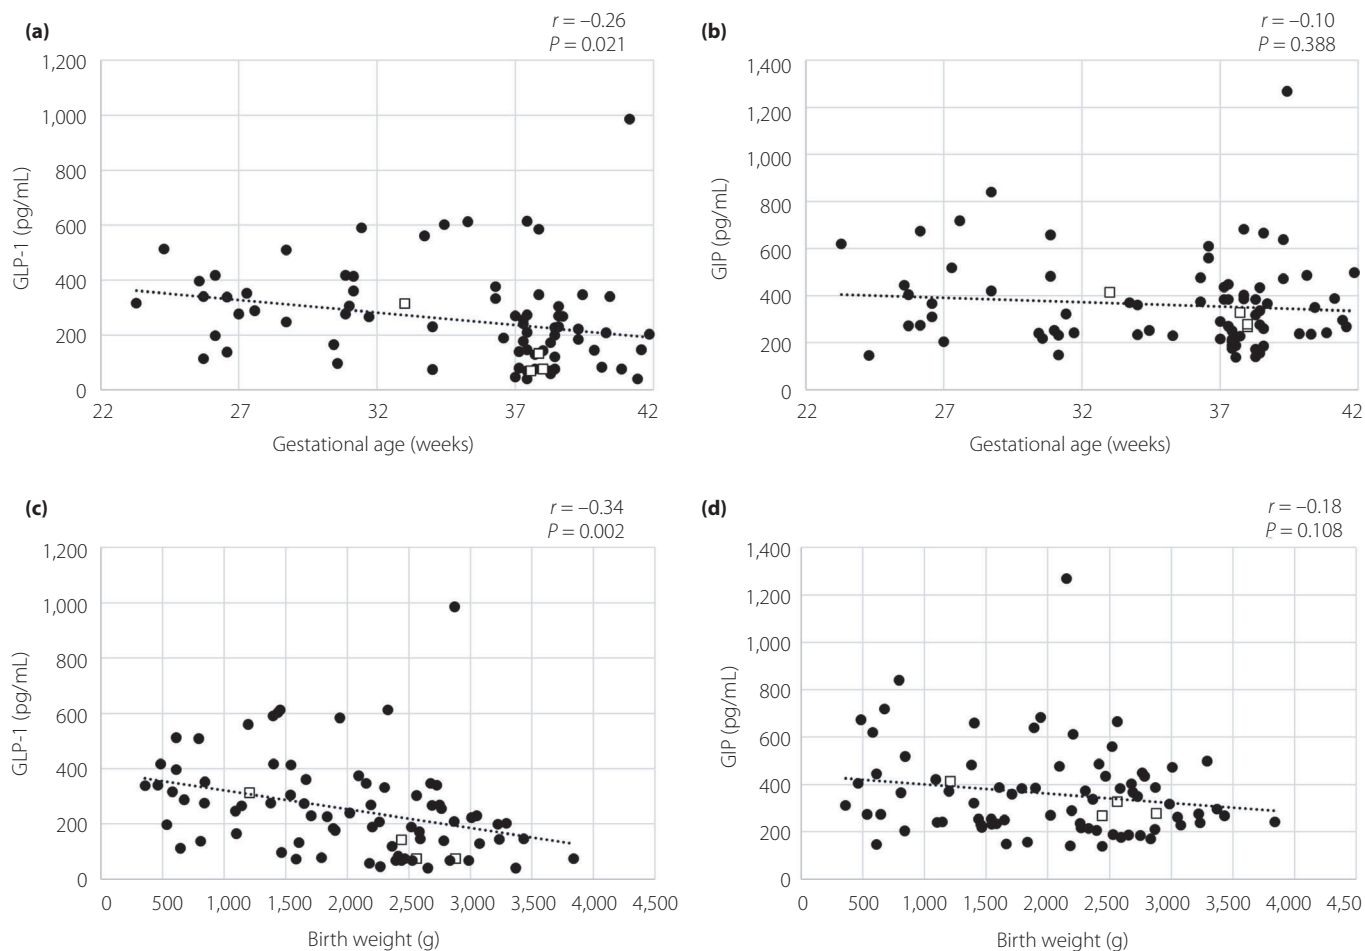 (a)
r = –0.26
P = 0.021
1,200
1,000
800
600
400
200
0
GLP-1 (pg/mL)
22 27 32 37 42
Gestational age (weeks)
(b)
r = –0.10
P = 0.388
1,400
1,200
1,000
800
600
400
200
0
GIP (pg/mL)
22 27 32 37 42
Gestational age (weeks)
(c)
r = –0.34
P = 0.002
1,200
1,000
800
600
400
200
0
GLP-1 (pg/mL)
0 500 1,000 1,500 2,000 2,500 3,000 3,500 4,000 4,500
Birth weight (g)
(d)
r = –0.18
P = 0.108
1,400
1,200
1,000
800
600
400
200
0
GIP (pg/mL)
0 500 1,000 1,500 2,000 2,500 3,000 3,500 4,000 4,50
Birth weight (g)